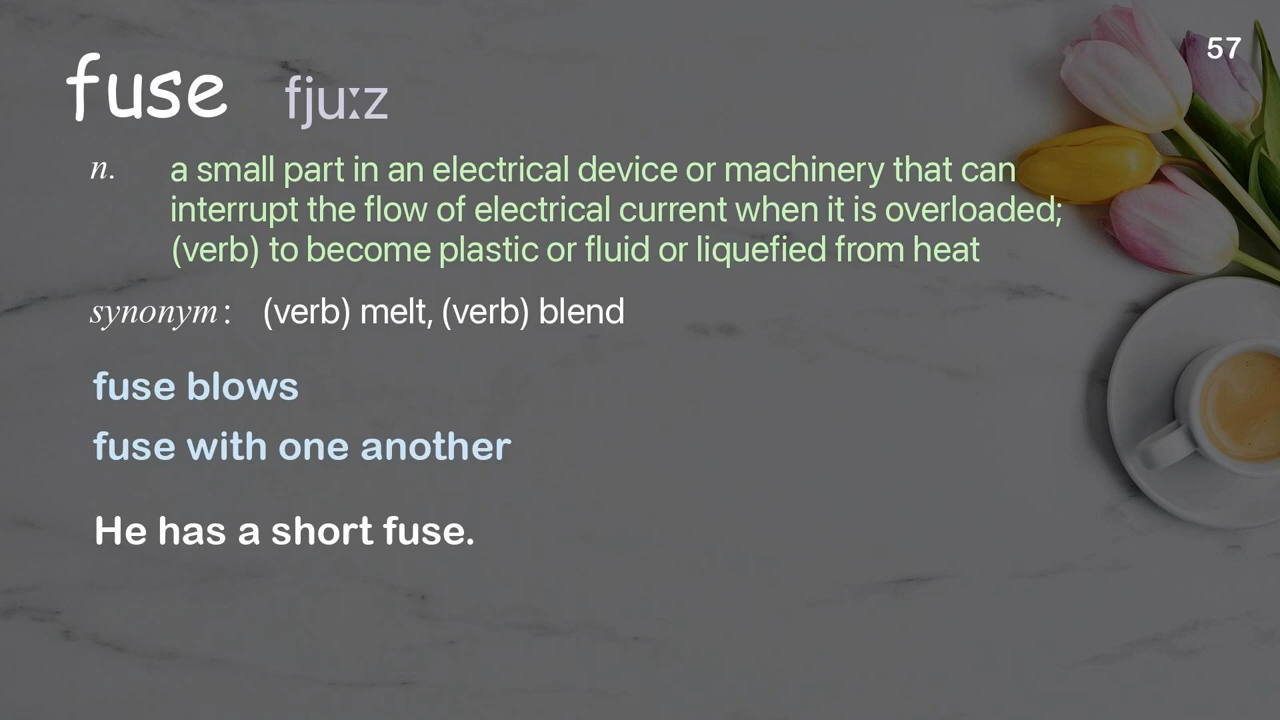 57
fuse fjuːz
n. a small part in an electrical device or machinery that can
interrupt the flow of electrical current when it is overloaded;
(verb) to become plastic or fluid or liquefied from heat
synonym: (verb) melt, (verb) blend
fuse blows
fuse with one another
He has a short fuse.